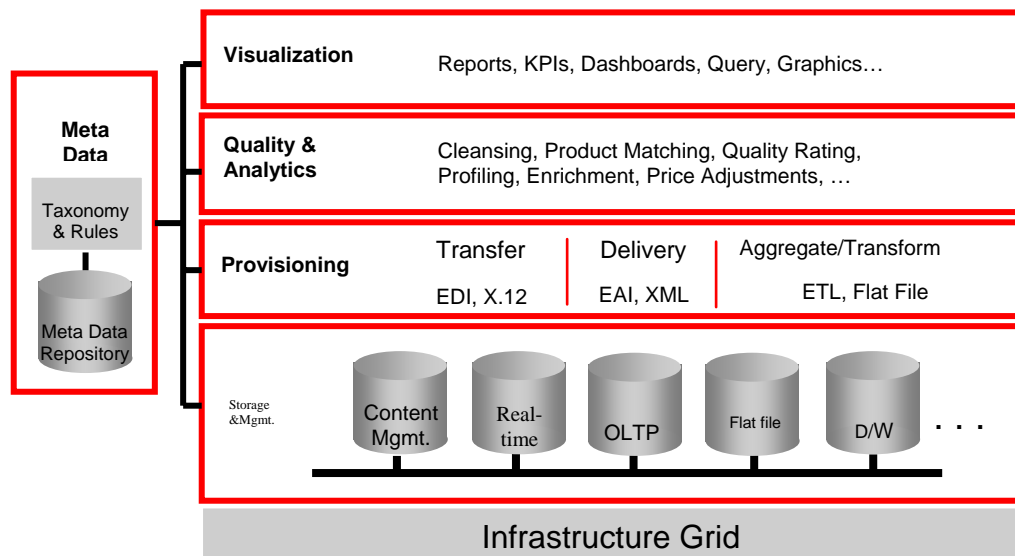 Visualization
Reports, KPIs, Dashboards, Query, Graphics…
Meta
Data
Taxonomy
& Rules
Meta Data
Repository
Quality &
Analytics
Cleansing, Product Matching, Quality Rating,
Profiling, Enrichment, Price Adjustments, …
Provisioning
Transfer
EDI, X.12
Delivery
EAI, XML
Aggregate/Transform
ETL, Flat File
Storage
&Mgmt.
Content
Mgmt.
Real-
time
OLTP
Flat file
D/W
. . .
Infrastructure Grid